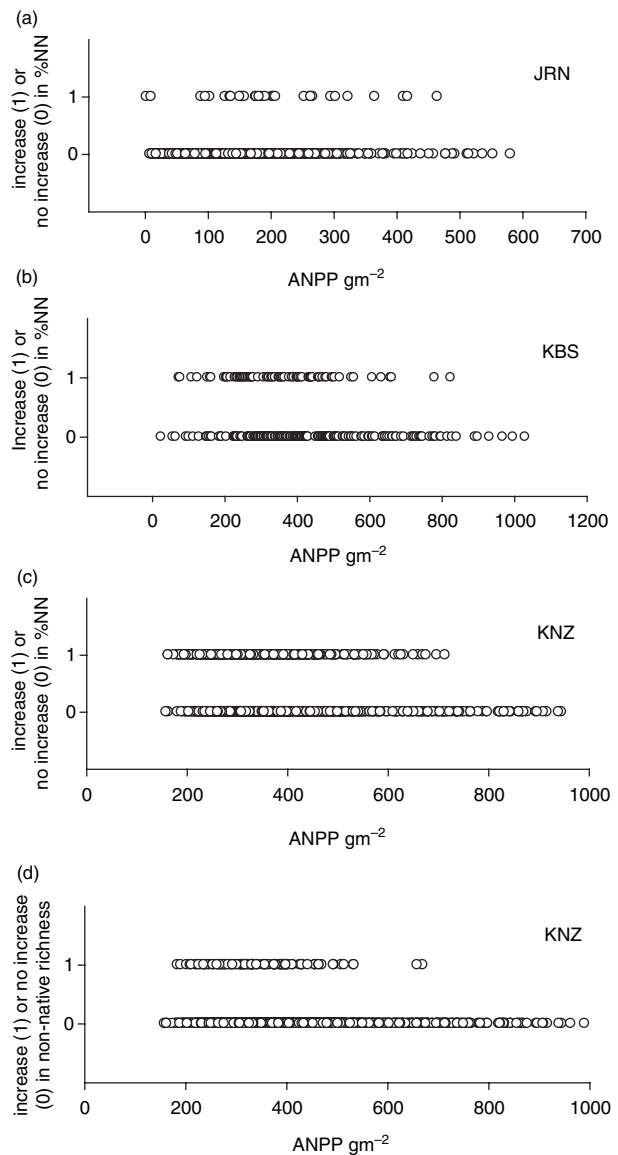 (a)
increase (1) or
no increase (0) in %NN
JRN
1
0
0 100 200 300 400 500 600 700
ANPP gm⁻²
(b)
Increase (1) or
no increase (0) in %NN
KBS
1
0
0 200 400 600 800 1000 1200
ANPP gm⁻²
(c)
increase (1) or
no increase (0) in %NN
KNZ
1
0
0 200 400 600 800 1000
ANPP gm⁻²
(d)
increase (1) or no increase
(0) in non-native richness
KNZ
1
0
0 200 400 600 800 1000
ANPP gm⁻²